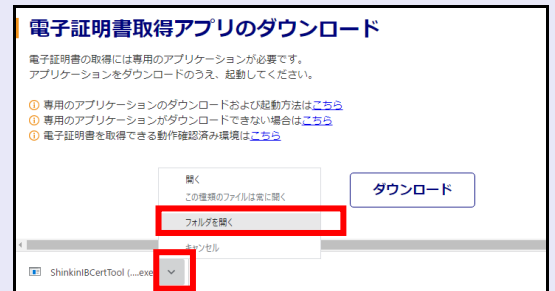 電子証明書取得アプリのダウンロード
電子証明書の取得には専用のアプリケーションが必要です。
アプリケーションをダウンロードのうえ、起動してください。
専用のアプリケーションのダウンロードおよび起動方法はこちら
専用のアプリケーションがダウンロードできない場合はこちら
電子証明書を取得できる動作確認済み環境はこちら
開く
この種類のファイルは常に開く
フォルダを開く
キャンセル
ダウンロード
ShinkinIBCertTool (....exe